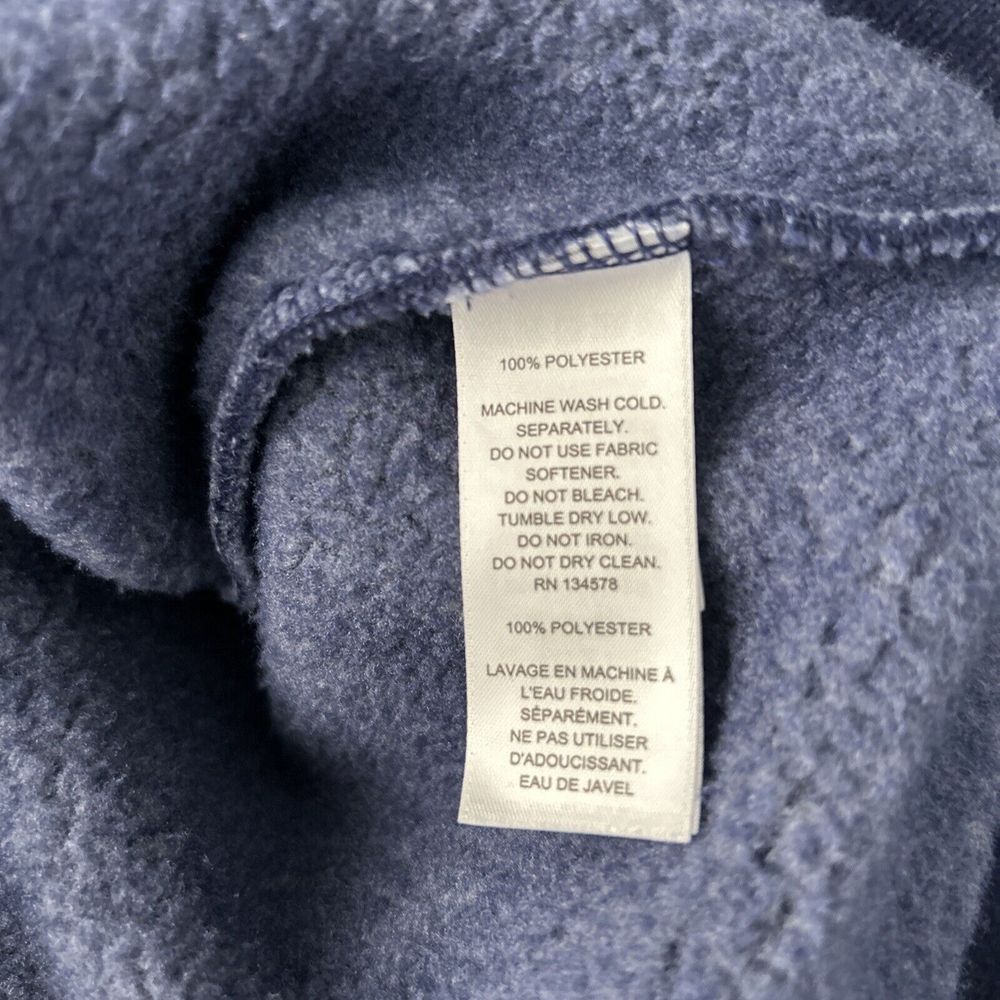 100% POLYESTER
MACHINE WASH COLD.
SEPARATELY.
DO NOT USE FABRIC
SOFTENER.
DO NOT BLEACH.
TUMBLE DRY LOW.
DO NOT IRON.
DO NOT DRY CLEAN.
RN 134578
100% POLYESTER
LAVAGE EN MACHINE À
L'EAU FROIDE.
SÉPARÉMENT.
NE PAS UTILISER
D'ADOUCISSANT.
EAU DE JAVEL